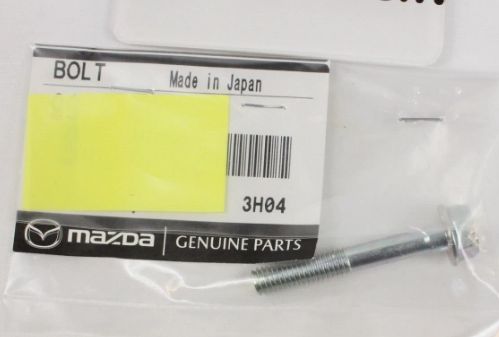 BOLT
Made in Japan
3H04
mazda GENUINE PARTS